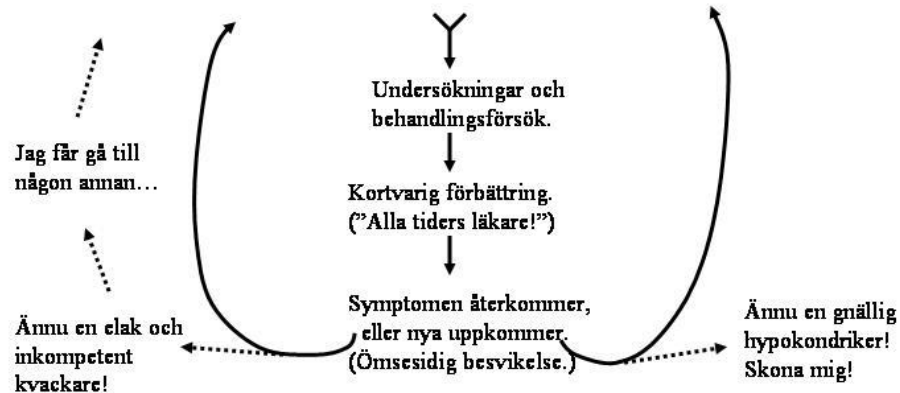 Undersökningar och
behandlingsförsök.
Jag får gå till
någon annan…
Kortvarig förbättring.
(”Alla tiders läkare!”)
Symptomen återkommer,
eller nya uppkommer.
(Ömsesidig besvikelse.)
Ännu en elak och
inkompetent
kvackare!
Ännu en gnällig
hypokondriker!
Skona mig!